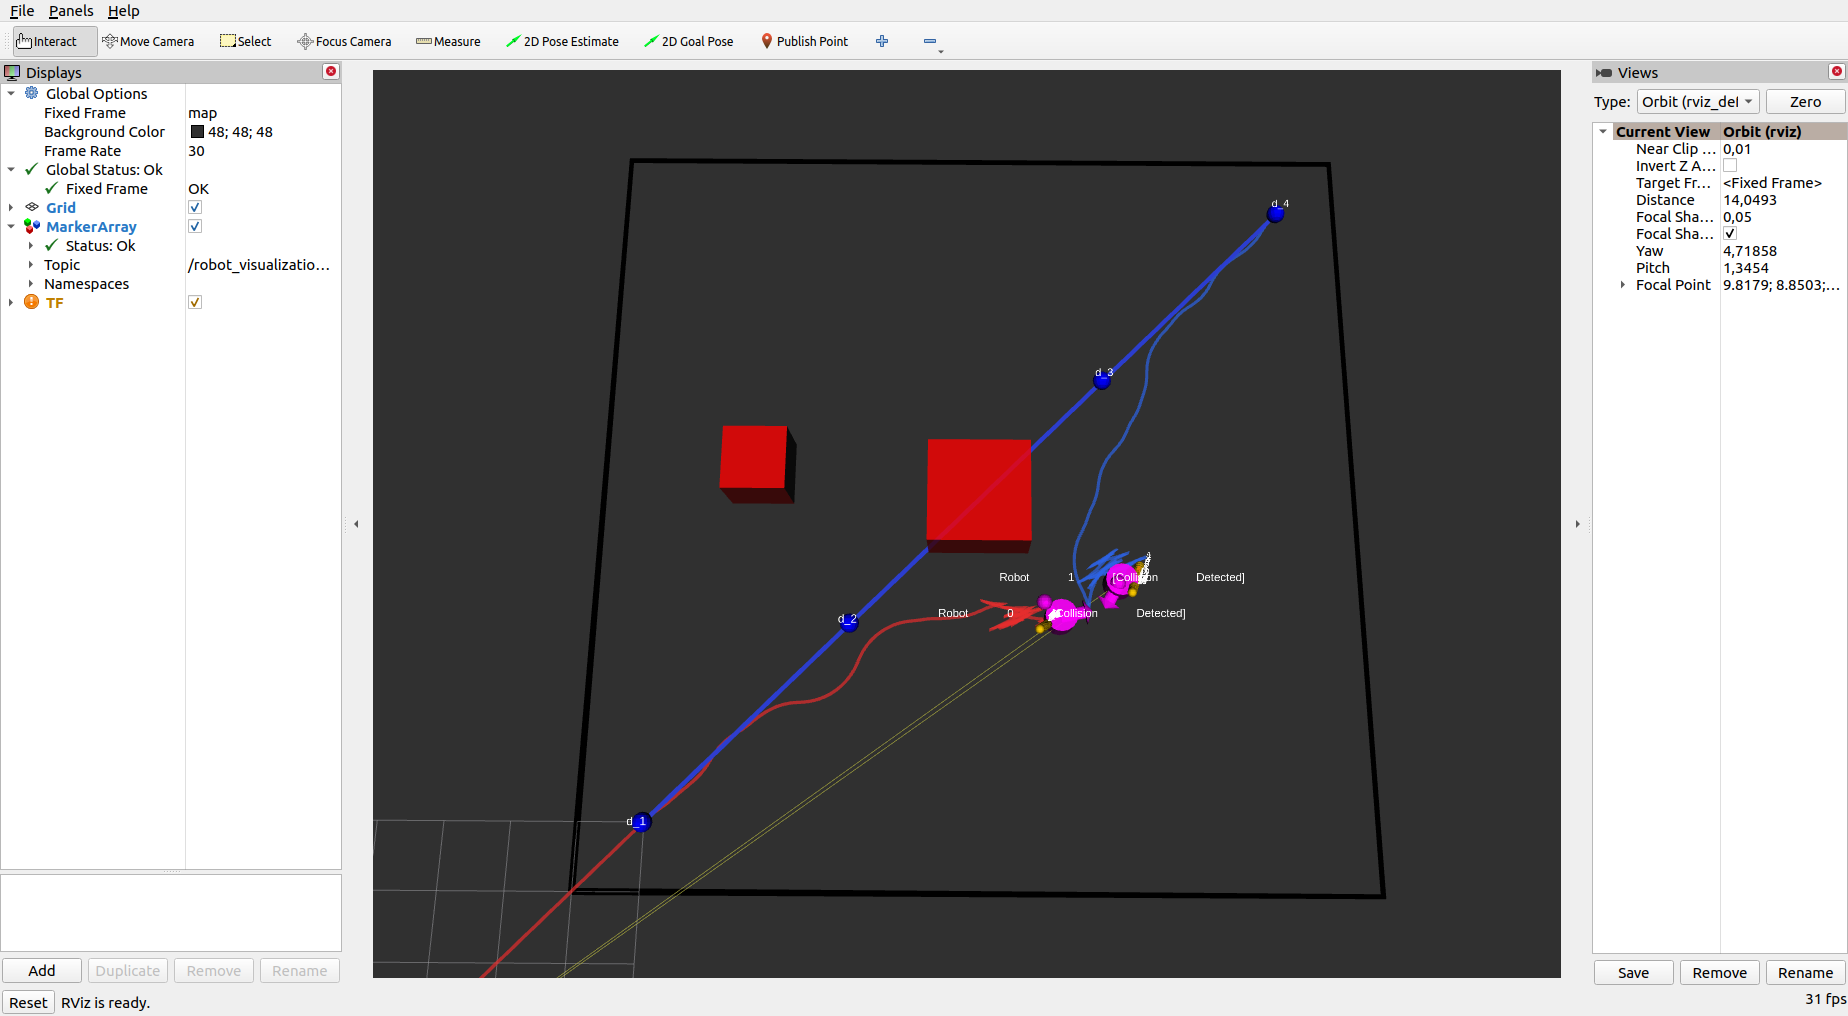 File Panels Help
Interact Move Camera Select Focus Camera Measure 2D Pose Estimate 2D Goal Pose Publish Point
Displays
Global Options
Fixed Frame map
Background Color 48; 48; 48
Frame Rate 30
Global Status: Ok
Fixed Frame OK
Grid
MarkerArray
Status: Ok
Topic /robot_visualizatio...
Namespaces
TF
Add Duplicate Remove Rename
Reset RViz is ready.
d_4
d_3
d_2
d_1
Robot 1 [Collision Detected]
Robot 0 [Collision Detected]
Views
Type: Orbit (rviz_def Zero
Current View Orbit (rviz)
Near Clip ... 0,01
Invert Z A...
Target Fr... <Fixed Frame>
Distance 14,0493
Focal Sha... 0,05
Focal Sha...
Yaw 4,71858
Pitch 1,3454
Focal Point 9.8179; 8.8503;...
Save Remove Rename
31 fps